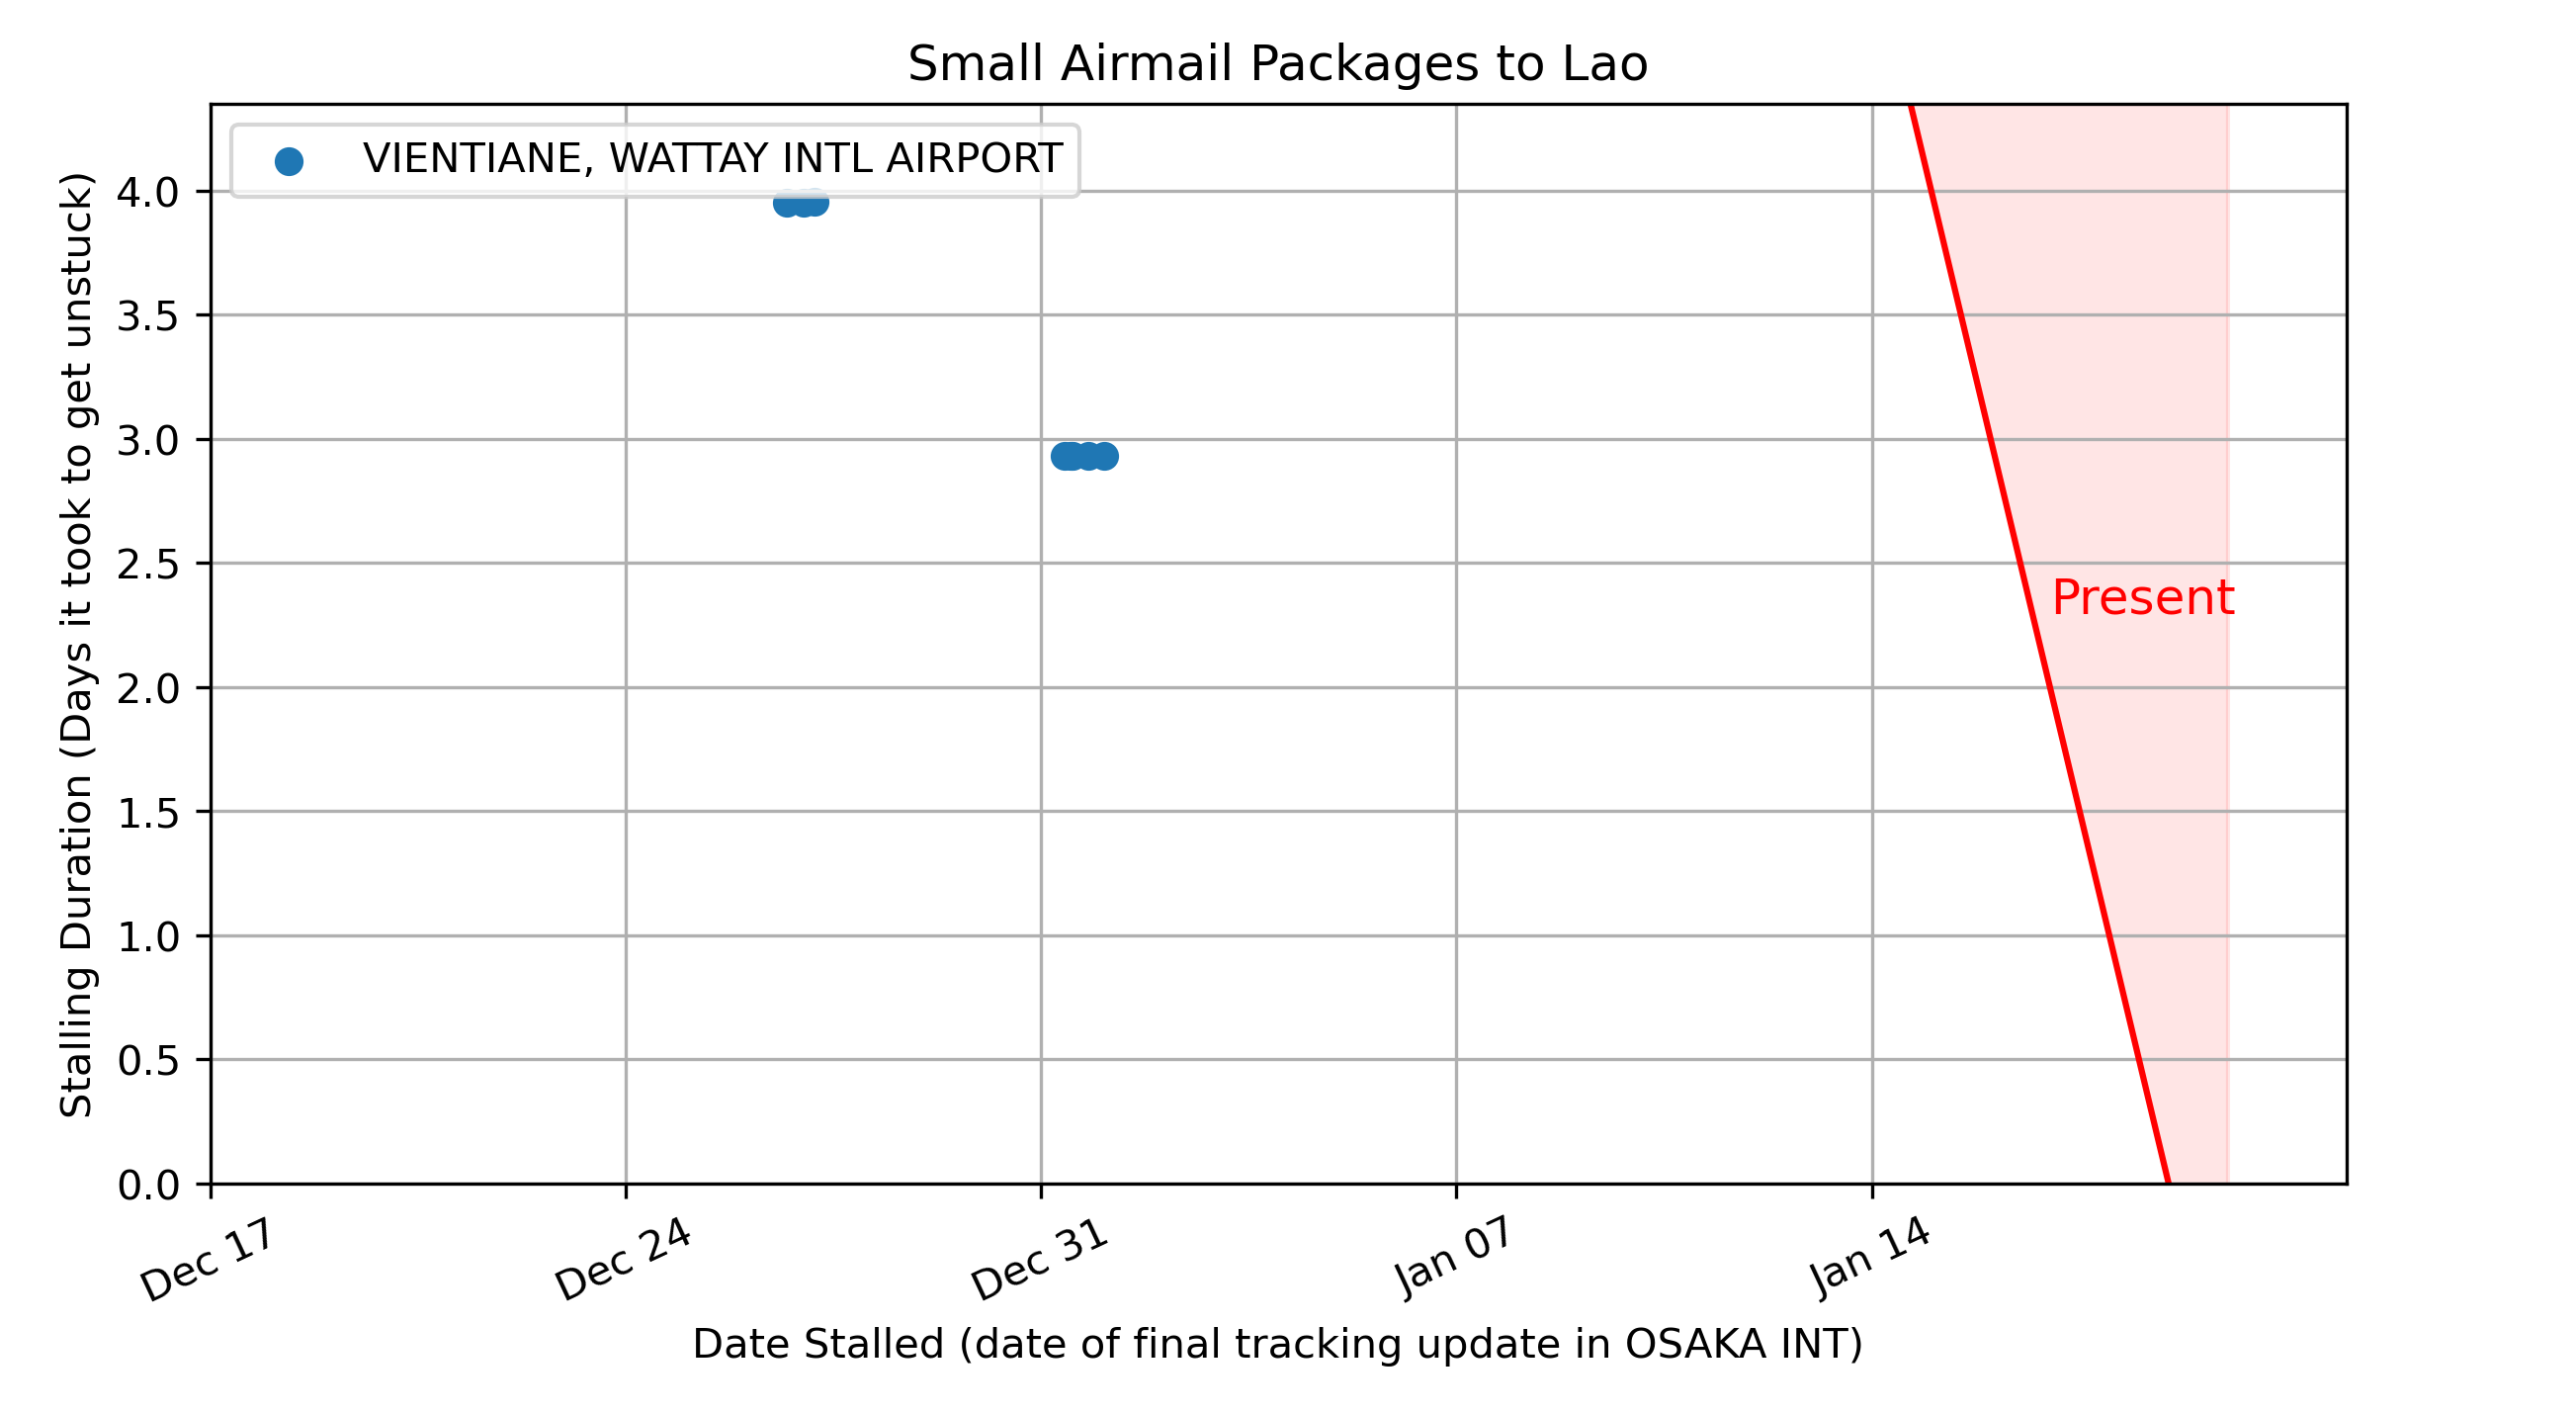 Small Airmail Packages to Lao
VIENTIANE, WATTAY INTL AIRPORT
Stalling Duration (Days it took to get unstuck)
4.0
3.5
3.0
2.5
2.0
1.5
1.0
0.5
0.0
Present
Dec 17
Dec 24
Dec 31
Jan 07
Jan 14
Date Stalled (date of final tracking update in OSAKA INT)